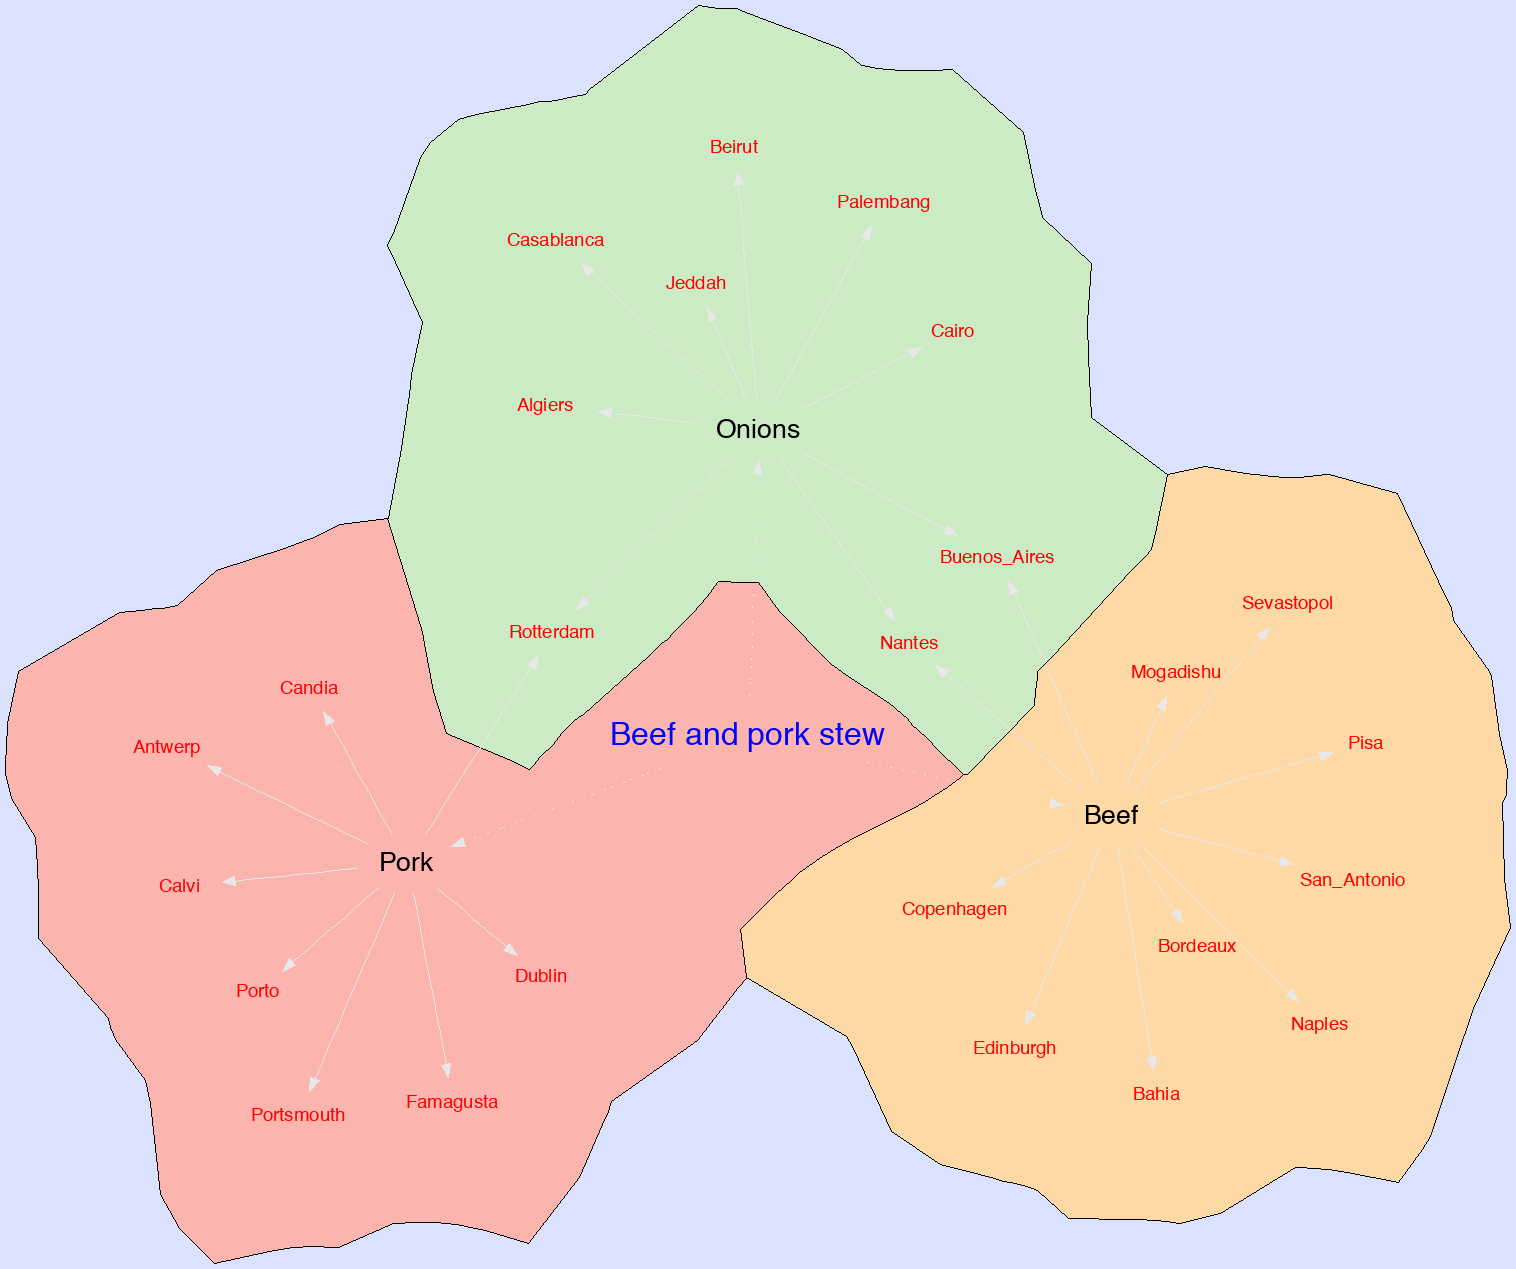 Beirut
Palembang
Casablanca
Jeddah
Cairo
Algiers
Onions
Buenos_Aires
Rotterdam
Nantes
Sevastopol
Mogadishu
Candia
Antwerp
Beef and pork stew
Pisa
Beef
Pork
Calvi
San_Antonio
Copenhagen
Bordeaux
Dublin
Porto
Naples
Edinburgh
Bahia
Famagusta
Portsmouth